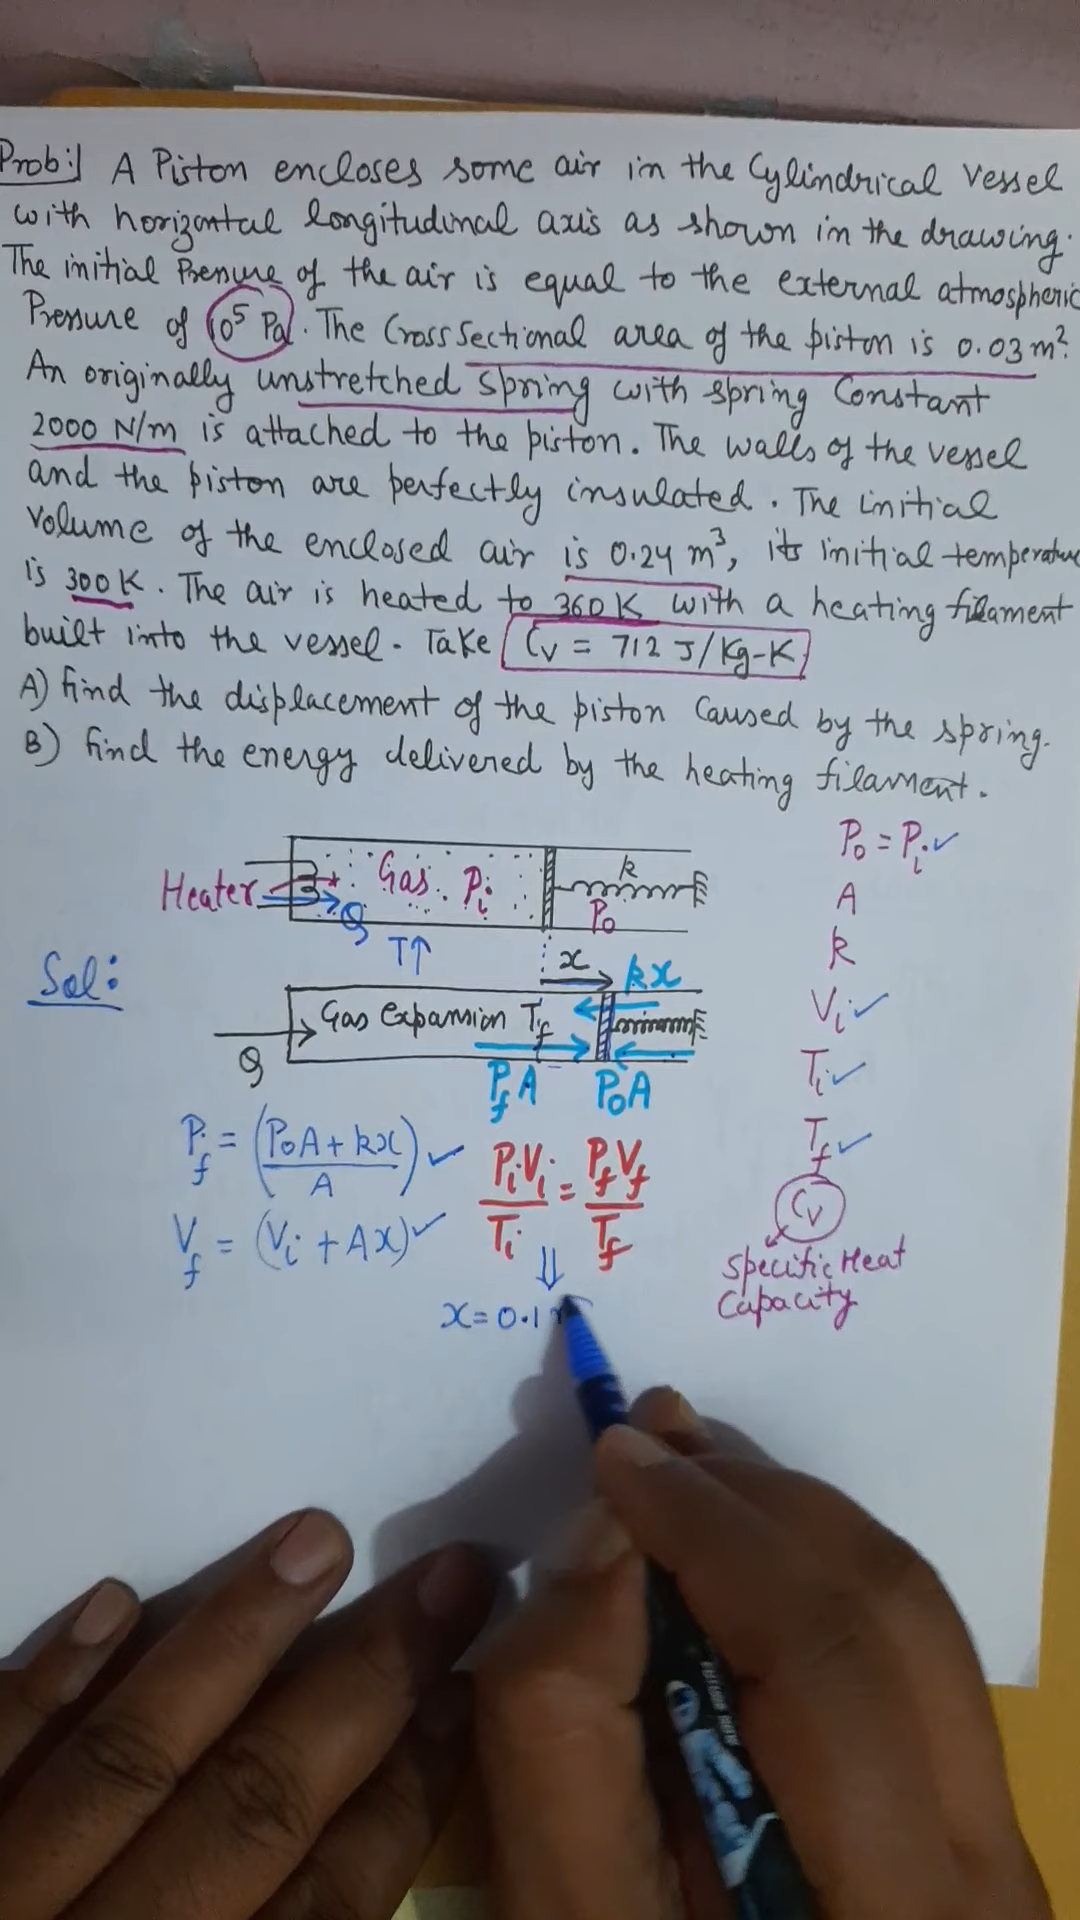 Prob:1 A Piston encloses some air in the Cylindrical vessel
with horizontal longitudinal axis as shown in the drawing.
The initial Pressure of the air is equal to the external atmospheric
Pressure of 10⁵ Pa. The Cross Sectional area of the piston is 0.03 m².
An originally unstretched spring with spring Constant
2000 N/m is attached to the piston. The walls of the vessel
and the piston are perfectly insulated. The initial
volume of the enclosed air is 0.24 m³, its initial temperature
is 300 K. The air is heated to 360 K with a heating filament
built into the vessel. Take Cv = 712 J/Kg-K
A) find the displacement of the piston caused by the spring.
B) find the energy delivered by the heating filament.
P₀ = Pᵢ ✓
Heater Gas Pᵢ k
Q P₀
A
T↑
k
Sol:
x kx
Gas Expansion T_f
Vᵢ ✓
Q
P_f A P₀A
Tᵢ ✓
P_f = (P₀A + kx / A) ✓
PᵢVᵢ / Tᵢ = P_f V_f / T_f
T_f ✓
V_f = (Vᵢ + Ax) ✓
Cv
⇓
Specific Heat
Capacity
x = 0.1